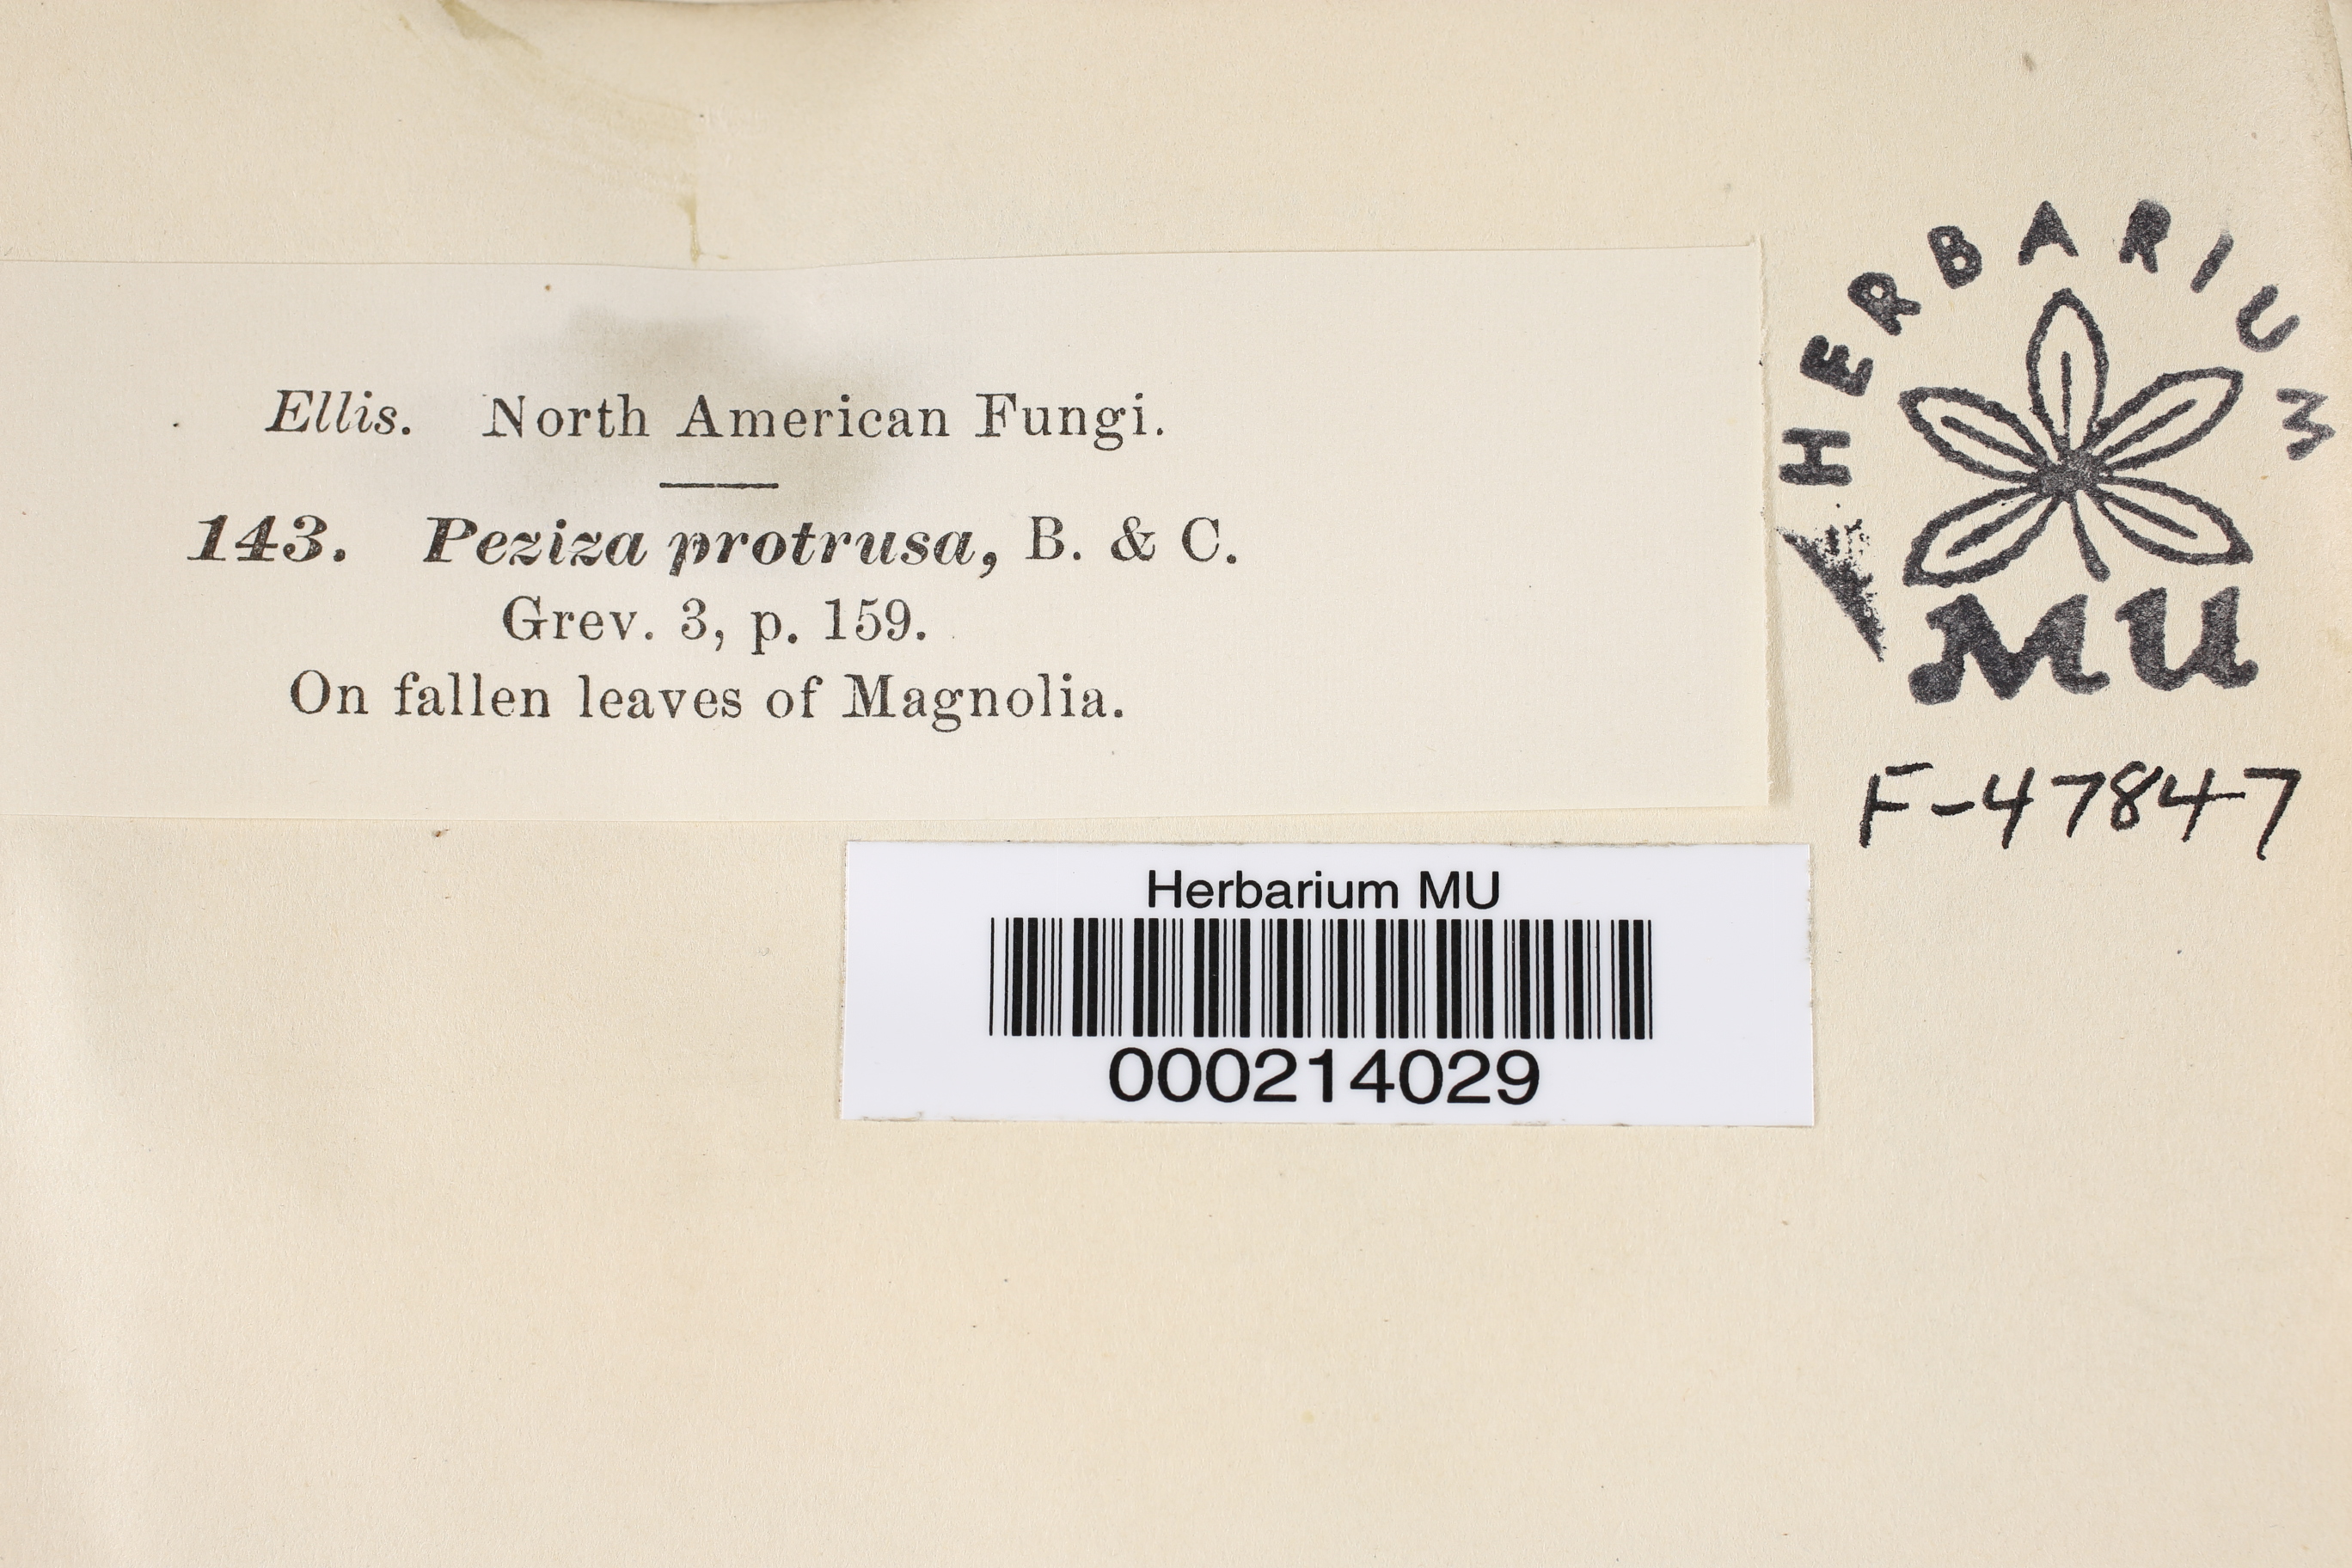 Ellis. North American Fungi.
143. Peziza protrusa, B. & C.
Grev. 3, p. 159.
On fallen leaves of Magnolia.
HERBARIUM
MU
F-47847
Herbarium MU
000214029